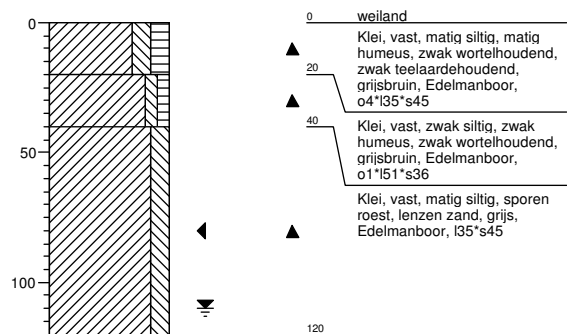 0
50
100
0
weiland
Klei, vast, matig siltig, matig
humeus, zwak wortelhoudend,
zwak teelaardehoudend,
grijsbruin, Edelmanboor,
o4*l35*s45
20
Klei, vast, zwak siltig, zwak
humeus, zwak wortelhoudend,
grijsbruin, Edelmanboor,
o1*l51*s36
40
Klei, vast, matig siltig, sporen
roest, lenzen zand, grijs,
Edelmanboor, l35*s45
120